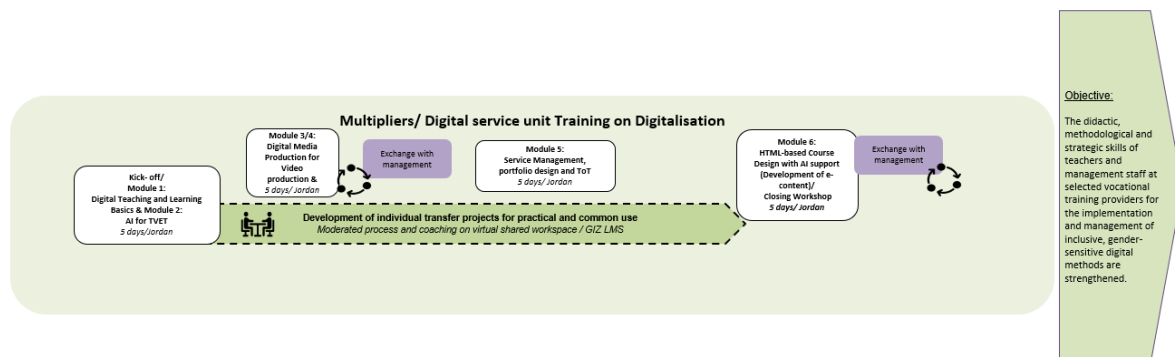 Multipliers/ Digital service unit Training on Digitalisation
Kick- off/
Module 1:
Digital Teaching and Learning
Basics & Module 2:
AI for TVET
5 days/Jordan
Module 3/4:
Digital Media
Production for
Video
production &
5 days/ Jordan
Exchange with
management
Module 5:
Service Management,
portfolio design and ToT
5 days/ Jordan
Module 6:
HTML-based Course
Design with AI support
(Development of e-
content)/
Closing Workshop
5 days/ Jordan
Exchange with
management
Development of individual transfer projects for practical and common use
Moderated process and coaching on virtual shared workspace / GIZ LMS
Objective:
The didactic,
methodological and
strategic skills of
teachers and
management staff at
selected vocational
training providers for
the implementation
and management of
inclusive, gender-
sensitive digital
methods are
strengthened.